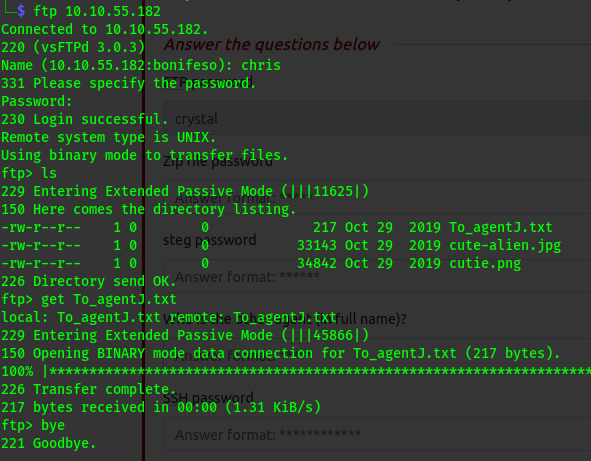 $ ftp 10.10.55.182
Connected to 10.10.55.182.
220 (vsFTPd 3.0.3)
Answer the questions below
Name (10.10.55.182:bonifeso): chris
331 Please specify the password.
FTP password
Password:
230 Login successful.
crystal
Remote system type is UNIX.
Using binary mode to transfer files.
Zip file password
ftp> ls
229 Entering Extended Passive Mode (|||11625|)
150 Here comes the directory listing.
-rw-r--r-- 1 0 0 217 Oct 29 2019 To_agentJ.txt
steg password
-rw-r--r-- 1 0 0 33143 Oct 29 2019 cute-alien.jpg
-rw-r--r-- 1 0 0 34842 Oct 29 2019 cutie.png
Answer format: ******
226 Directory send OK.
ftp> get To_agentJ.txt
local: To_agentJ.txt remote: To_agentJ.txt
229 Entering Extended Passive Mode (|||45866|)
150 Opening BINARY mode data connection for To_agentJ.txt (217 bytes).
100% |*********************************************************************
226 Transfer complete.
SSH password
217 bytes received in 00:00 (1.31 KiB/s)
ftp> bye
221 Goodbye.
Answer format: ************